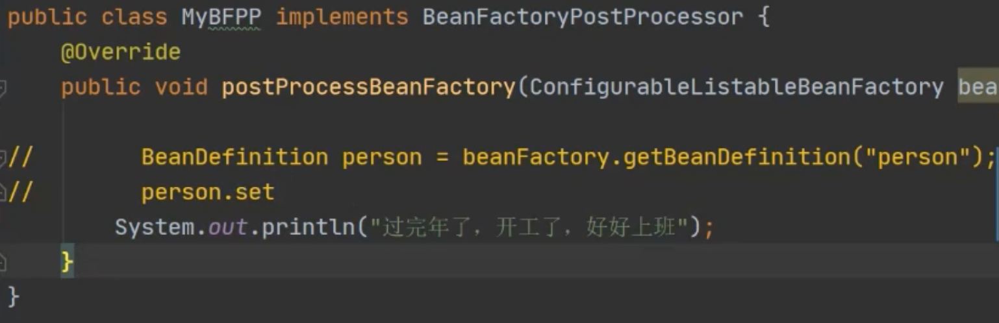 public class MyBFPP implements BeanFactoryPostProcessor {
@Override
public void postProcessBeanFactory(ConfigurableListableBeanFactory bea
// BeanDefinition person = beanFactory.getBeanDefinition("person");
// person.set
System.out.println("过完年了，开工了，好好上班");
}
}